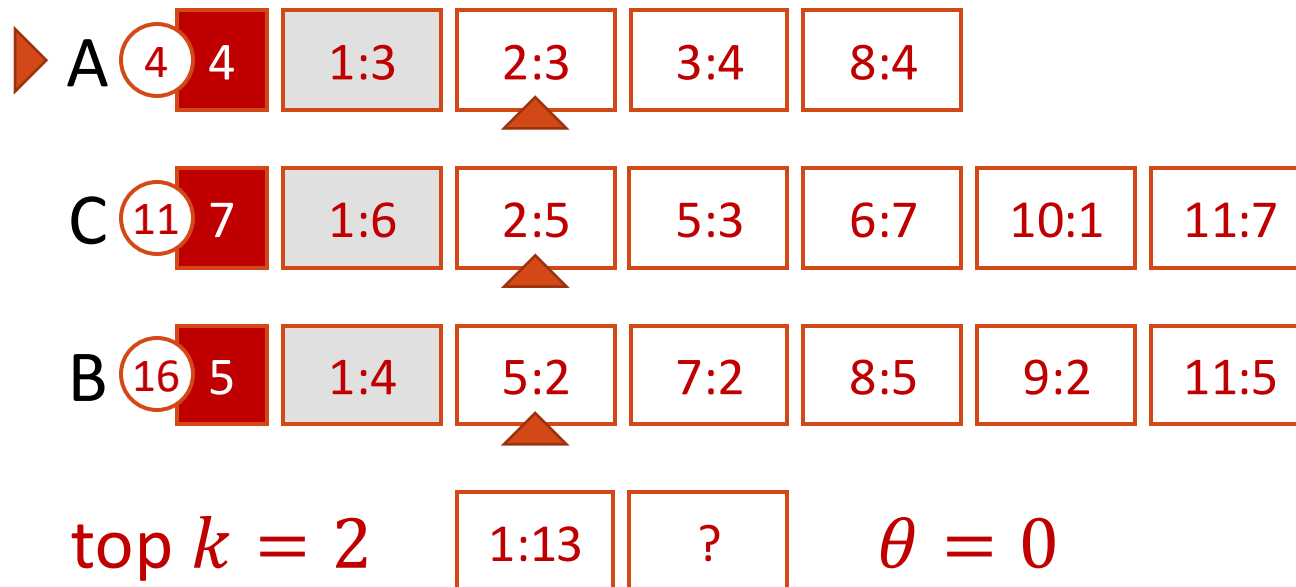 A 4 4 1:3 2:3 3:4 8:4
C 11 7 1:6 2:5 5:3 6:7 10:1 11:7
B 16 5 1:4 5:2 7:2 8:5 9:2 11:5
top k = 2 1:13 ? θ = 0